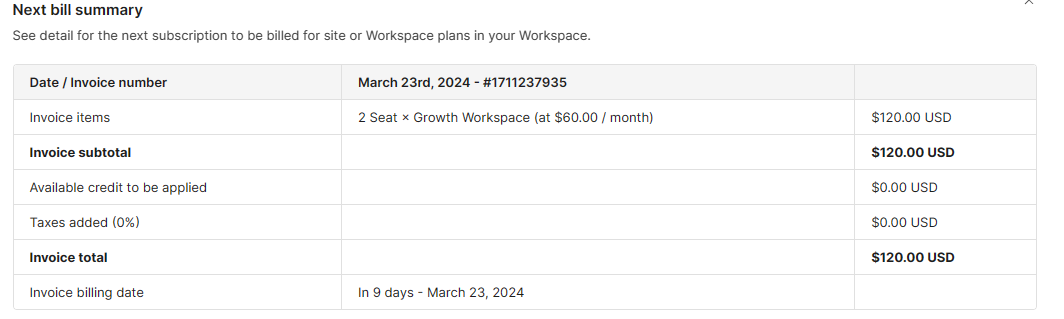 Next bill summary
See detail for the next subscription to be billed for site or Workspace plans in your Workspace.
Date / Invoice number March 23rd, 2024 - #1711237935
Invoice items 2 Seat × Growth Workspace (at $60.00 / month) $120.00 USD
Invoice subtotal $120.00 USD
Available credit to be applied $0.00 USD
Taxes added (0%) $0.00 USD
Invoice total $120.00 USD
Invoice billing date In 9 days - March 23, 2024